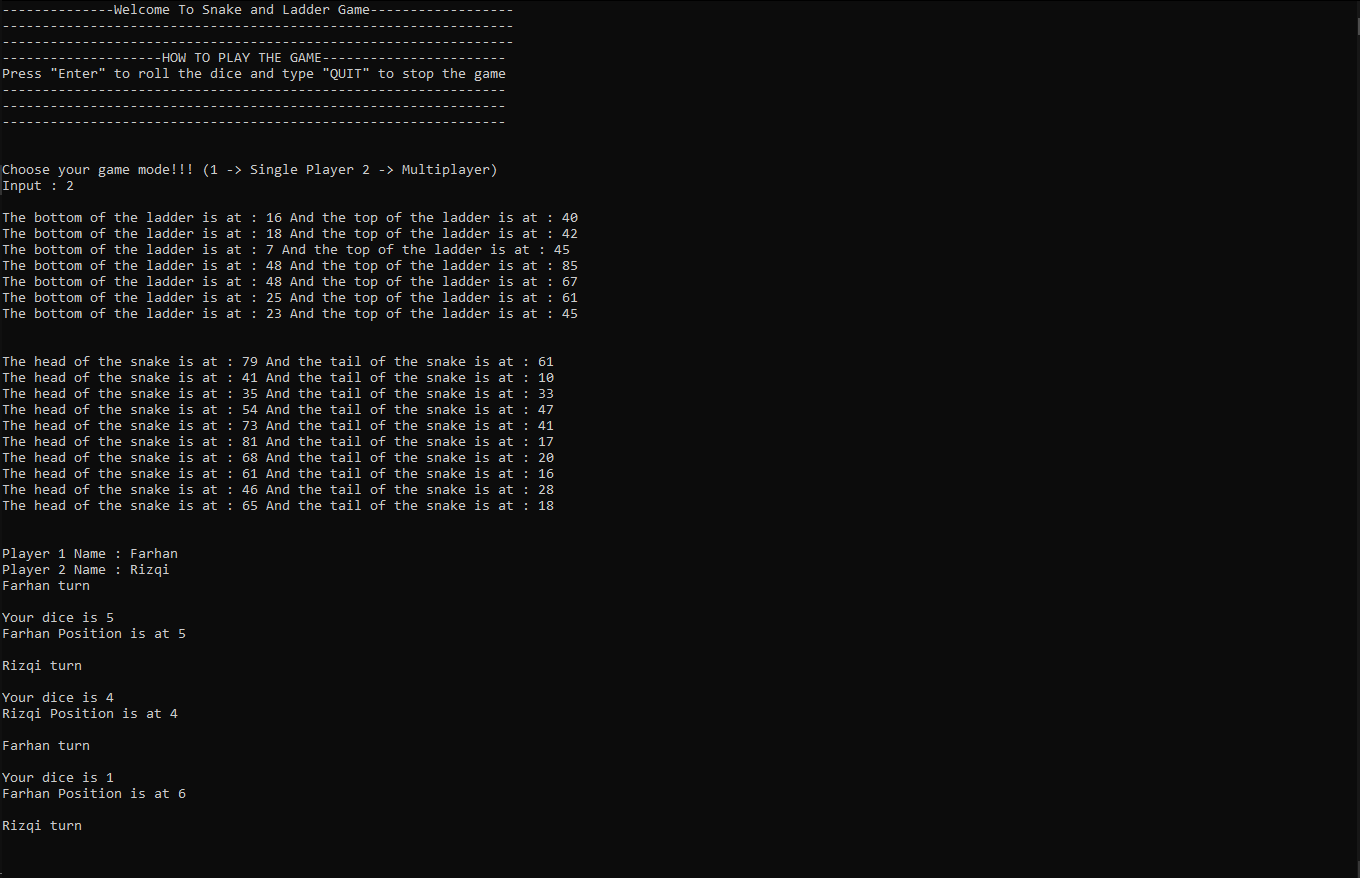 --------------Welcome To Snake and Ladder Game------------------
----------------------------------------------------------------
----------------------------------------------------------------
--------------------HOW TO PLAY THE GAME-----------------------
Press "Enter" to roll the dice and type "QUIT" to stop the game
---------------------------------------------------------------
---------------------------------------------------------------
---------------------------------------------------------------
Choose your game mode!!! (1 -> Single Player 2 -> Multiplayer)
Input : 2
The bottom of the ladder is at : 16 And the top of the ladder is at : 40
The bottom of the ladder is at : 18 And the top of the ladder is at : 42
The bottom of the ladder is at : 7 And the top of the ladder is at : 45
The bottom of the ladder is at : 48 And the top of the ladder is at : 85
The bottom of the ladder is at : 48 And the top of the ladder is at : 67
The bottom of the ladder is at : 25 And the top of the ladder is at : 61
The bottom of the ladder is at : 23 And the top of the ladder is at : 45
The head of the snake is at : 79 And the tail of the snake is at : 61
The head of the snake is at : 41 And the tail of the snake is at : 10
The head of the snake is at : 35 And the tail of the snake is at : 33
The head of the snake is at : 54 And the tail of the snake is at : 47
The head of the snake is at : 73 And the tail of the snake is at : 41
The head of the snake is at : 81 And the tail of the snake is at : 17
The head of the snake is at : 68 And the tail of the snake is at : 20
The head of the snake is at : 61 And the tail of the snake is at : 16
The head of the snake is at : 46 And the tail of the snake is at : 28
The head of the snake is at : 65 And the tail of the snake is at : 18
Player 1 Name : Farhan
Player 2 Name : Rizqi
Farhan turn
Your dice is 5
Farhan Position is at 5
Rizqi turn
Your dice is 4
Rizqi Position is at 4
Farhan turn
Your dice is 1
Farhan Position is at 6
Rizqi turn